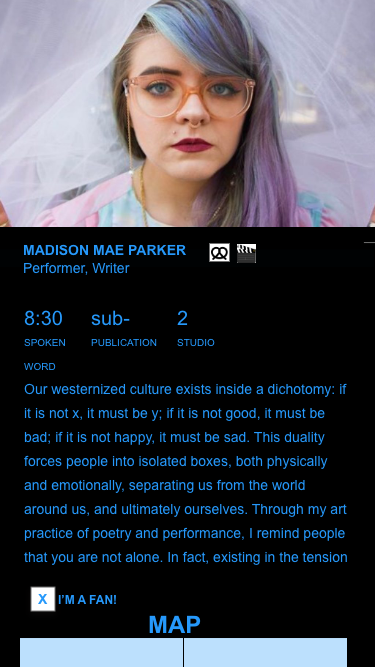 MADISON MAE PARKER
Performer, Writer
8:30 sub- 2
SPOKEN PUBLICATION STUDIO
WORD
Our westernized culture exists inside a dichotomy: if
it is not x, it must be y; if it is not good, it must be
bad; if it is not happy, it must be sad. This duality
forces people into isolated boxes, both physically
and emotionally, separating us from the world
around us, and ultimately ourselves. Through my art
practice of poetry and performance, I remind people
that you are not alone. In fact, existing in the tension
X I'M A FAN!
MAP